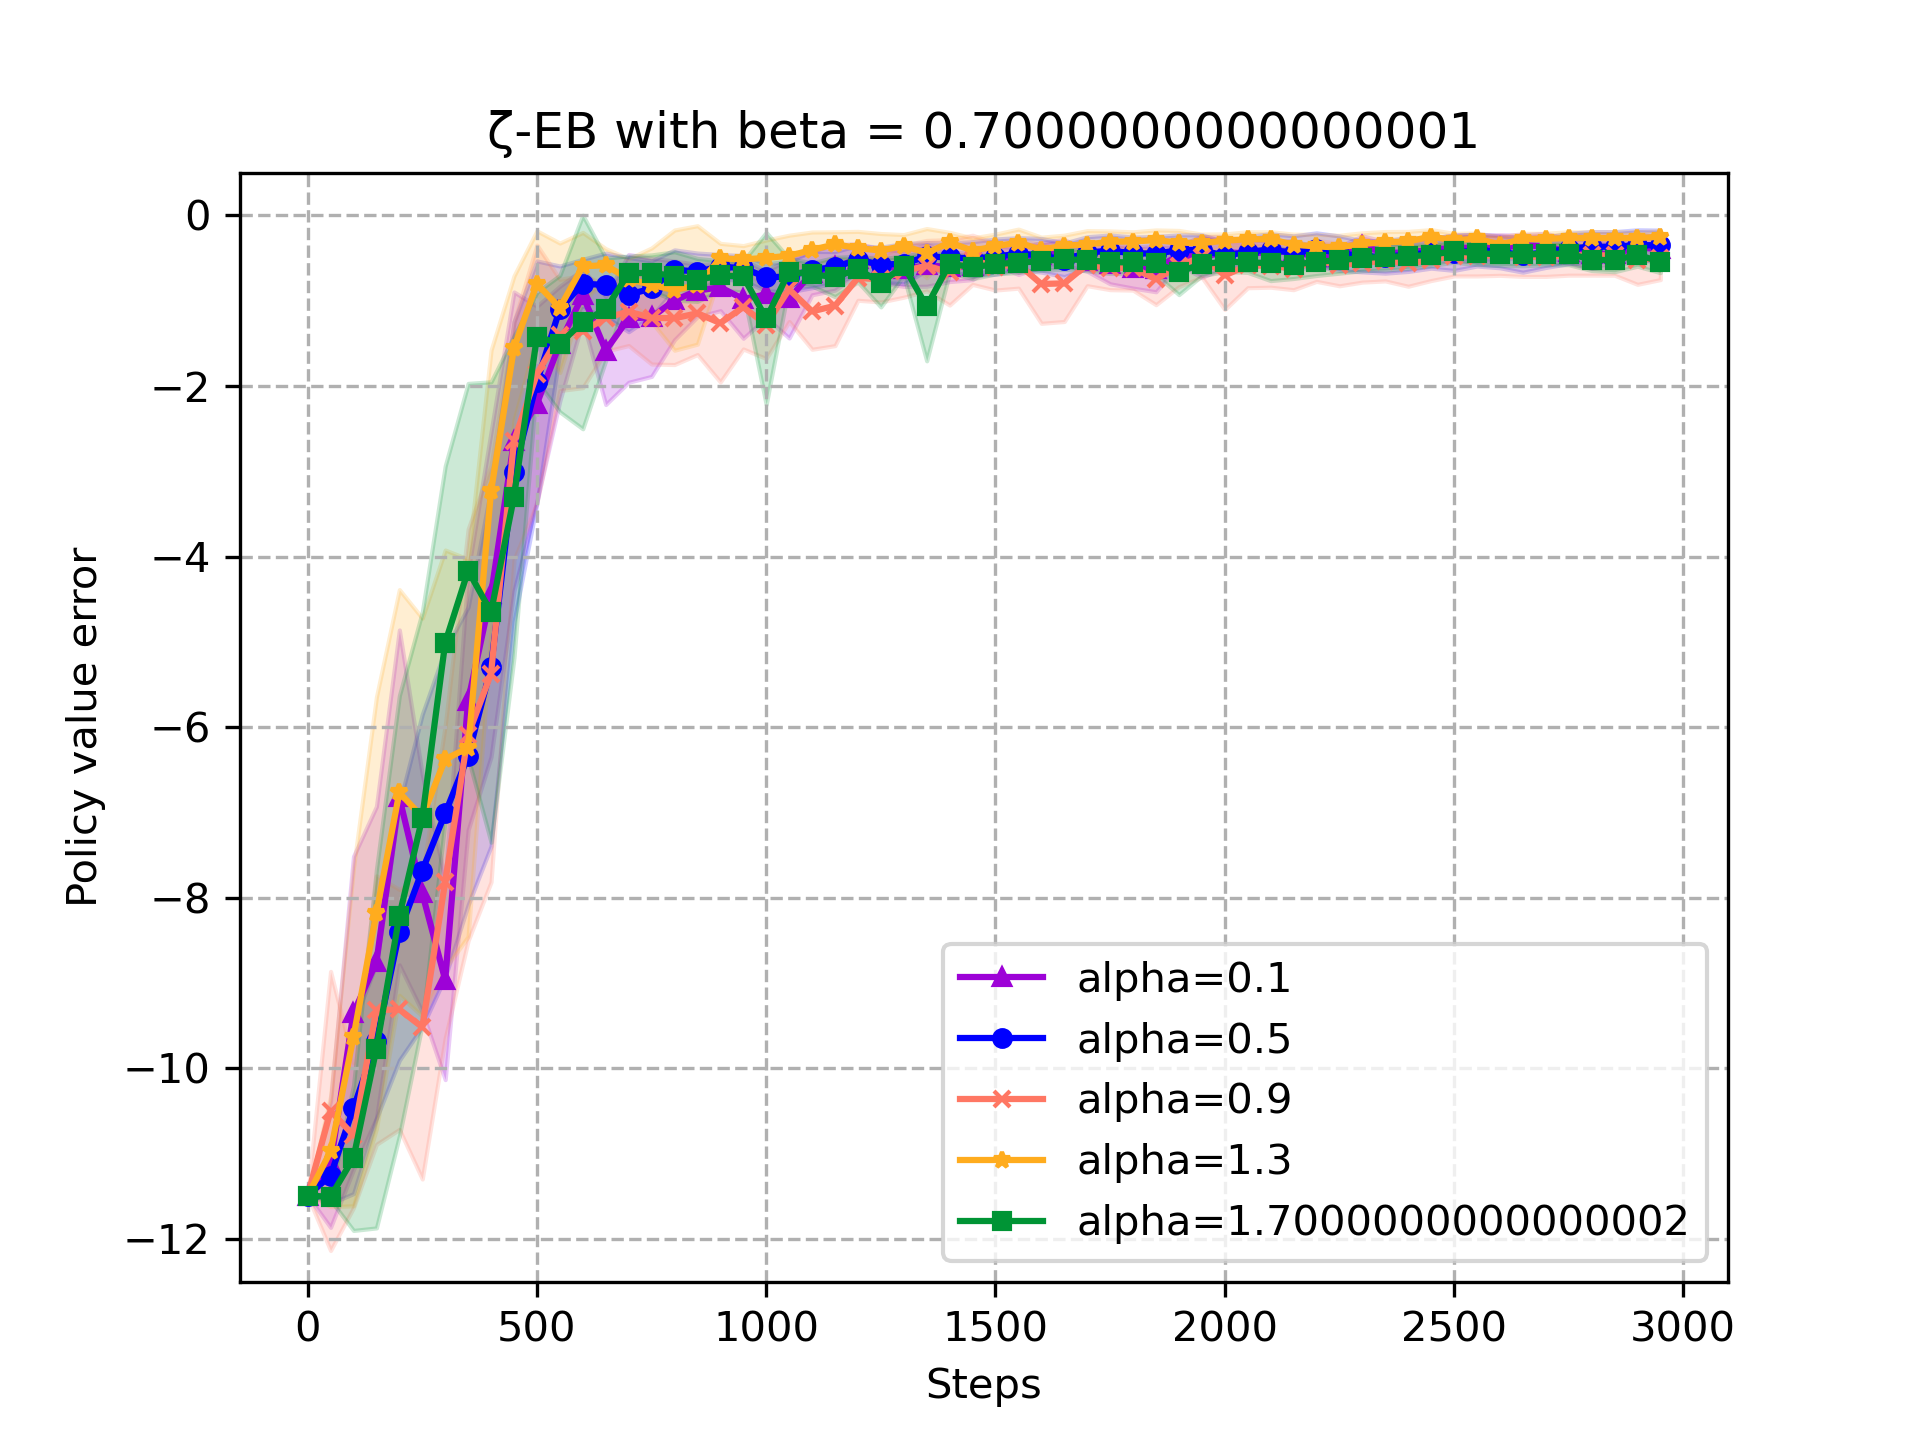 ζ-EB with beta = 0.7000000000000001
Policy value error
0
−2
−4
−6
−8
−10
−12
alpha=0.1
alpha=0.5
alpha=0.9
alpha=1.3
alpha=1.7000000000000002
0 500 1000 1500 2000 2500 3000
Steps